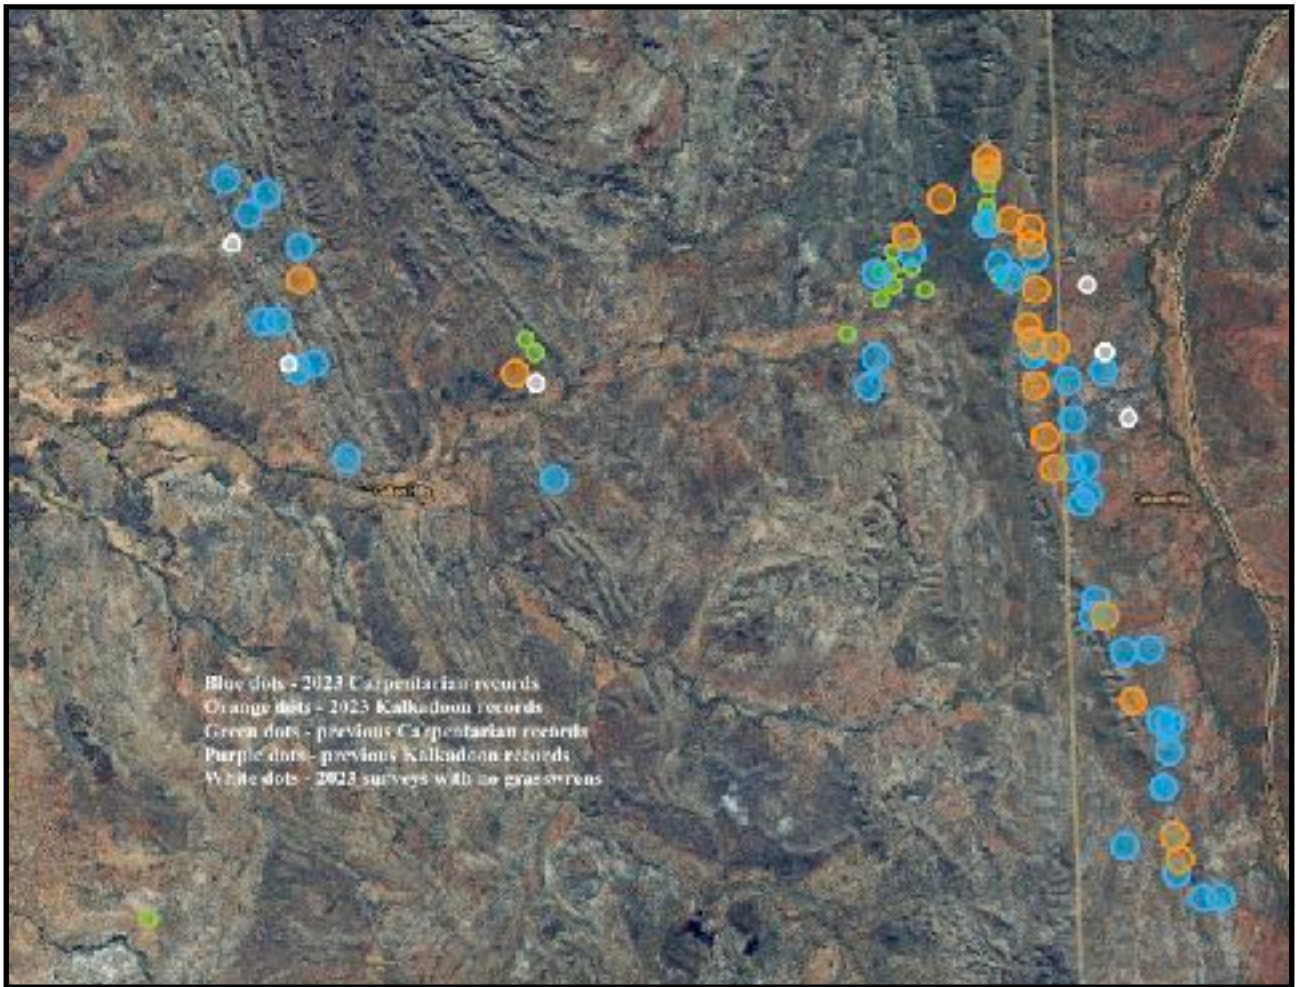 Blue dots - 2023 Carpentarian records
Orange dots - 2023 Kalkadoon records
Green dots - previous Carpentarian records
Purple dots - previous Kalkadoon records
White dots - 2023 surveys with no grasswrens